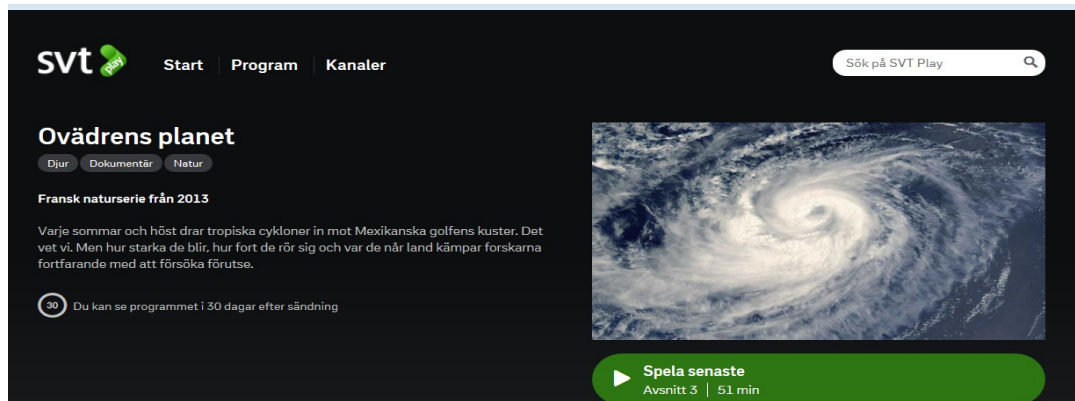 svt play
Start Program Kanaler
Sök på SVT Play
Ovädrens planet
Djur Dokumentär Natur
Fransk naturserie från 2013
Varje sommar och höst drar tropiska cykloner in mot Mexikanska golfens kuster. Det
vet vi. Men hur starka de blir, hur fort de rör sig och var de når land kämpar forskarna
fortfarande med att försöka förutse.
30 Du kan se programmet i 30 dagar efter sändning
Spela senaste
Avsnitt 3 | 51 min